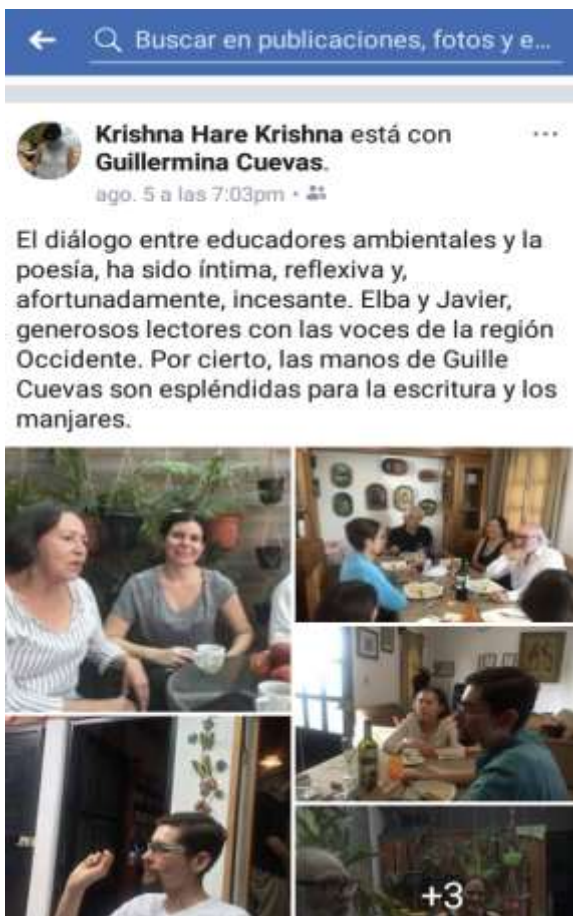 Buscar en publicaciones, fotos y e...
Krishna Hare Krishna está con
Guillermina Cuevas.
ago. 5 a las 7:03pm
El diálogo entre educadores ambientales y la
poesía, ha sido íntima, reflexiva y,
afortunadamente, incesante. Elba y Javier,
generosos lectores con las voces de la región
Occidente. Por cierto, las manos de Guille
Cuevas son espléndidas para la escritura y los
manjares.
+3